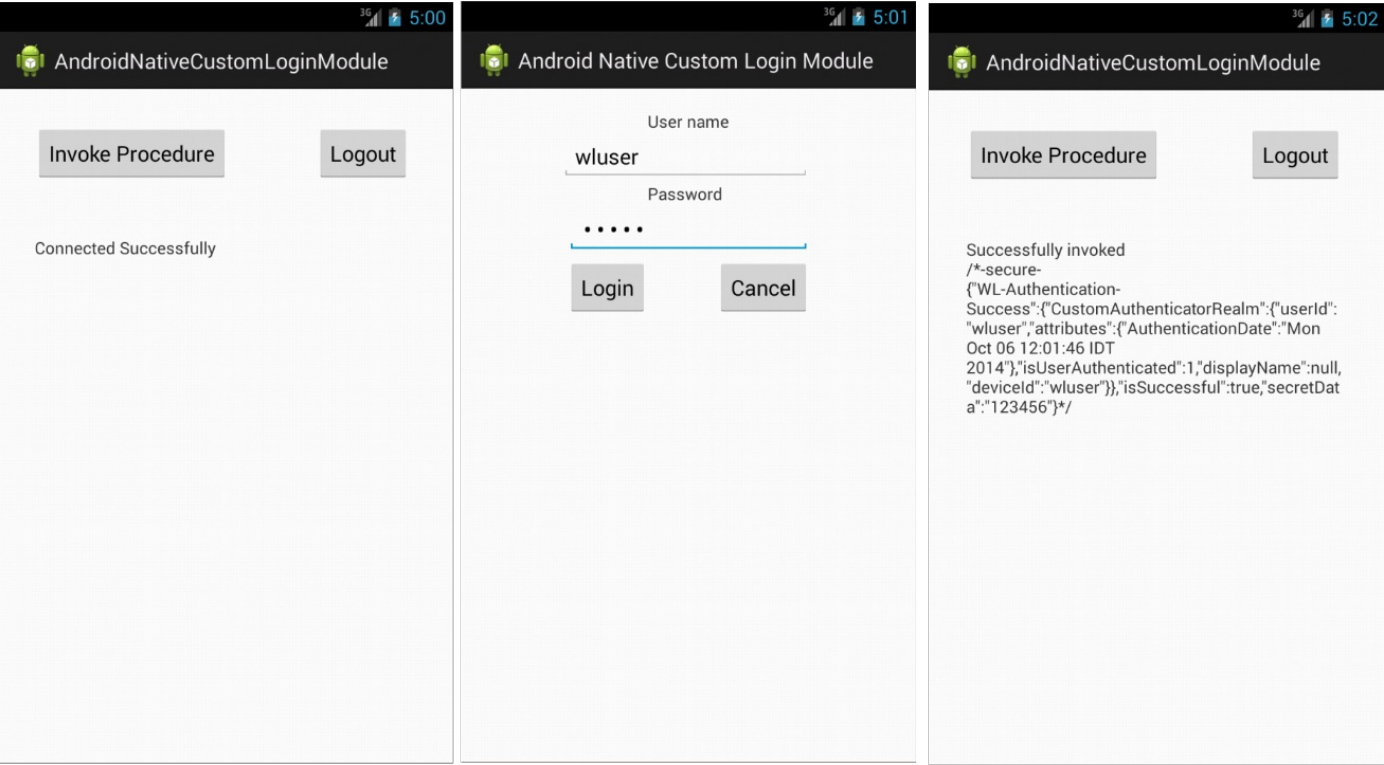 3G 5:00
AndroidNativeCustomLoginModule
Invoke Procedure
Logout
Connected Successfully
3G 5:01
Android Native Custom Login Module
User name
wluser
Password
•••••
Login
Cancel
3G 5:02
AndroidNativeCustomLoginModule
Invoke Procedure
Logout
Successfully invoked
/*-secure-
{"WL-Authentication-
Success":{"CustomAuthenticatorRealm":{"userId":
"wluser","attributes":{"AuthenticationDate":"Mon
Oct 06 12:01:46 IDT
2014"},"isUserAuthenticated":1,"displayName":null,
"deviceId":"wluser"}},"isSuccessful":true,"secretDat
a":"123456"}*/